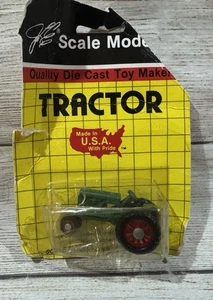 Scale Mode
Quality Die Cast Toy Maker
TRACTOR
Made in
U.S.A.
With Pride